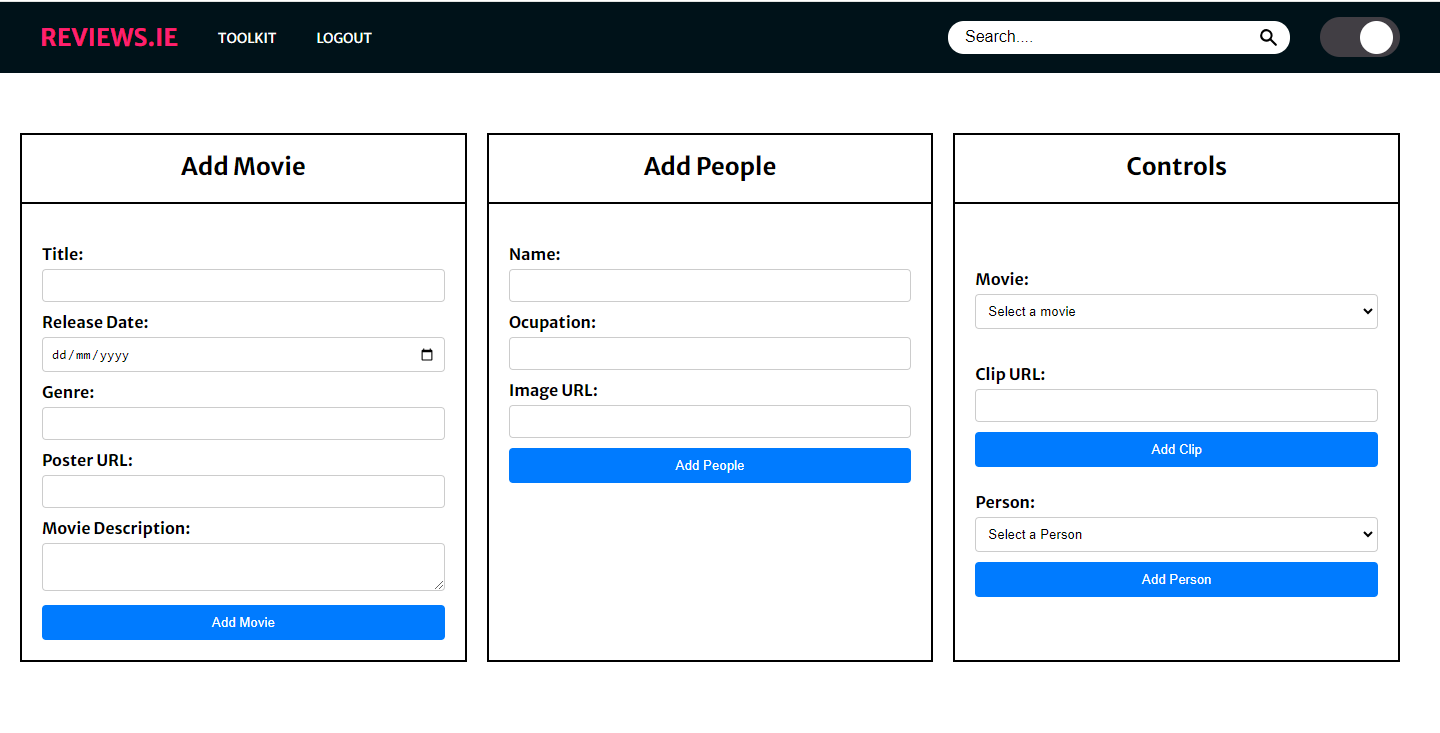 REVIEWS.IE
TOOLKIT
LOGOUT
Search....
Add Movie
Title:
Release Date:
dd/mm/yyyy
Genre:
Poster URL:
Movie Description:
Add Movie
Add People
Name:
Ocupation:
Image URL:
Add People
Controls
Movie:
Select a movie
Clip URL:
Add Clip
Person:
Select a Person
Add Person